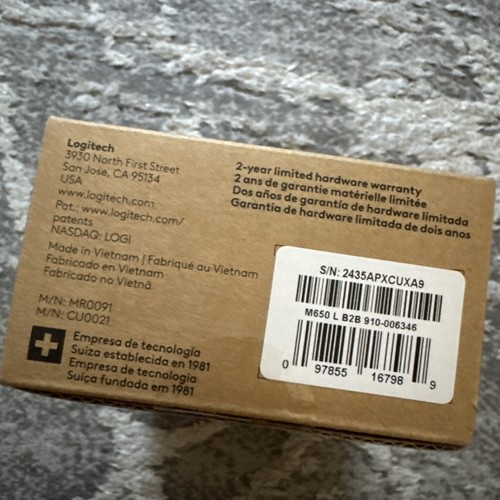 Logitech
3930 North First Street
San Jose, CA 95134
USA
www.logitech.com
Pat.: www.logitech.com/
patents
NASDAQ: LOGI
Made in Vietnam | Fabriqué au Vietnam
Fabricado en Vietnam
Fabricado no Vietnã
M/N: MR0091
M/N: CU0021
Empresa de tecnología
Suiza establecida en 1981
Empresa de tecnologia
Suíça fundada em 1981
2-year limited hardware warranty
2 ans de garantie matérielle limitée
Dos años de garantía de hardware limitada
Garantia de hardware limitada de dois anos
S/N: 2435APXCUXA9
M650 L B2B 910-006346
0 97855 16798 9